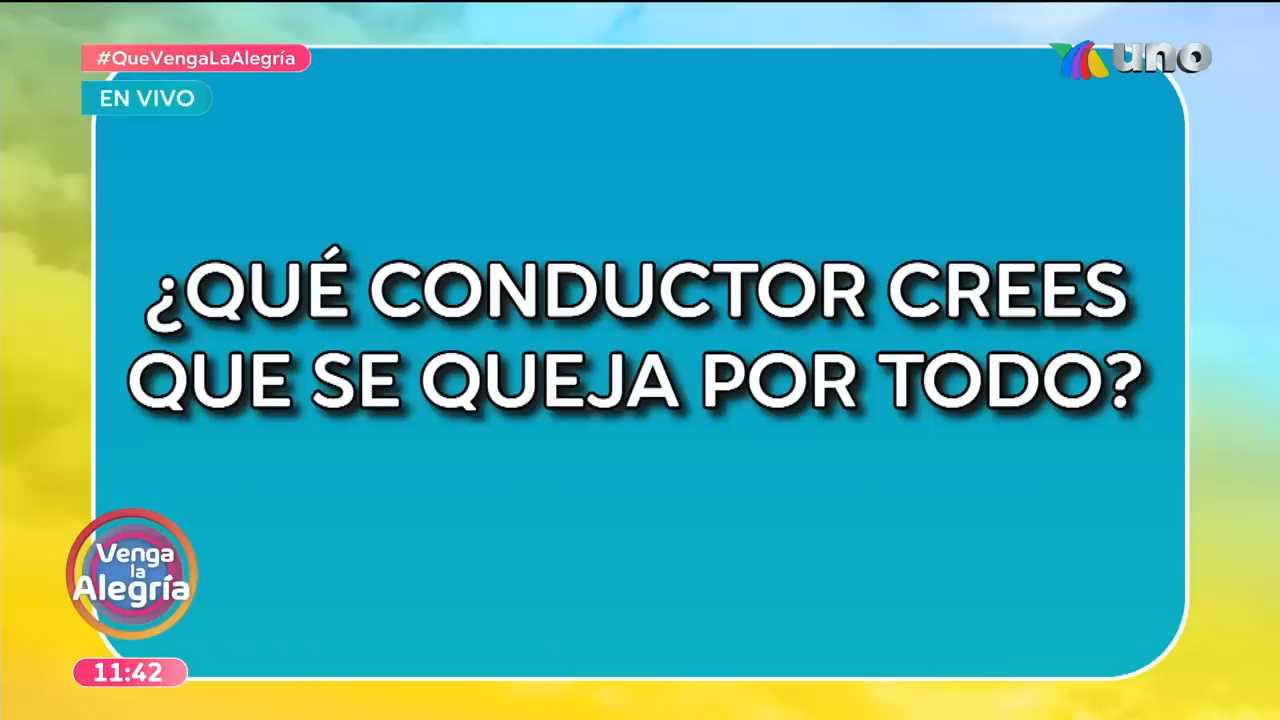 #QueVengaLaAlegría
uno
EN VIVO
¿QUÉ CONDUCTOR CREES
QUE SE QUEJA POR TODO?
Venga
la
Alegría
11:42